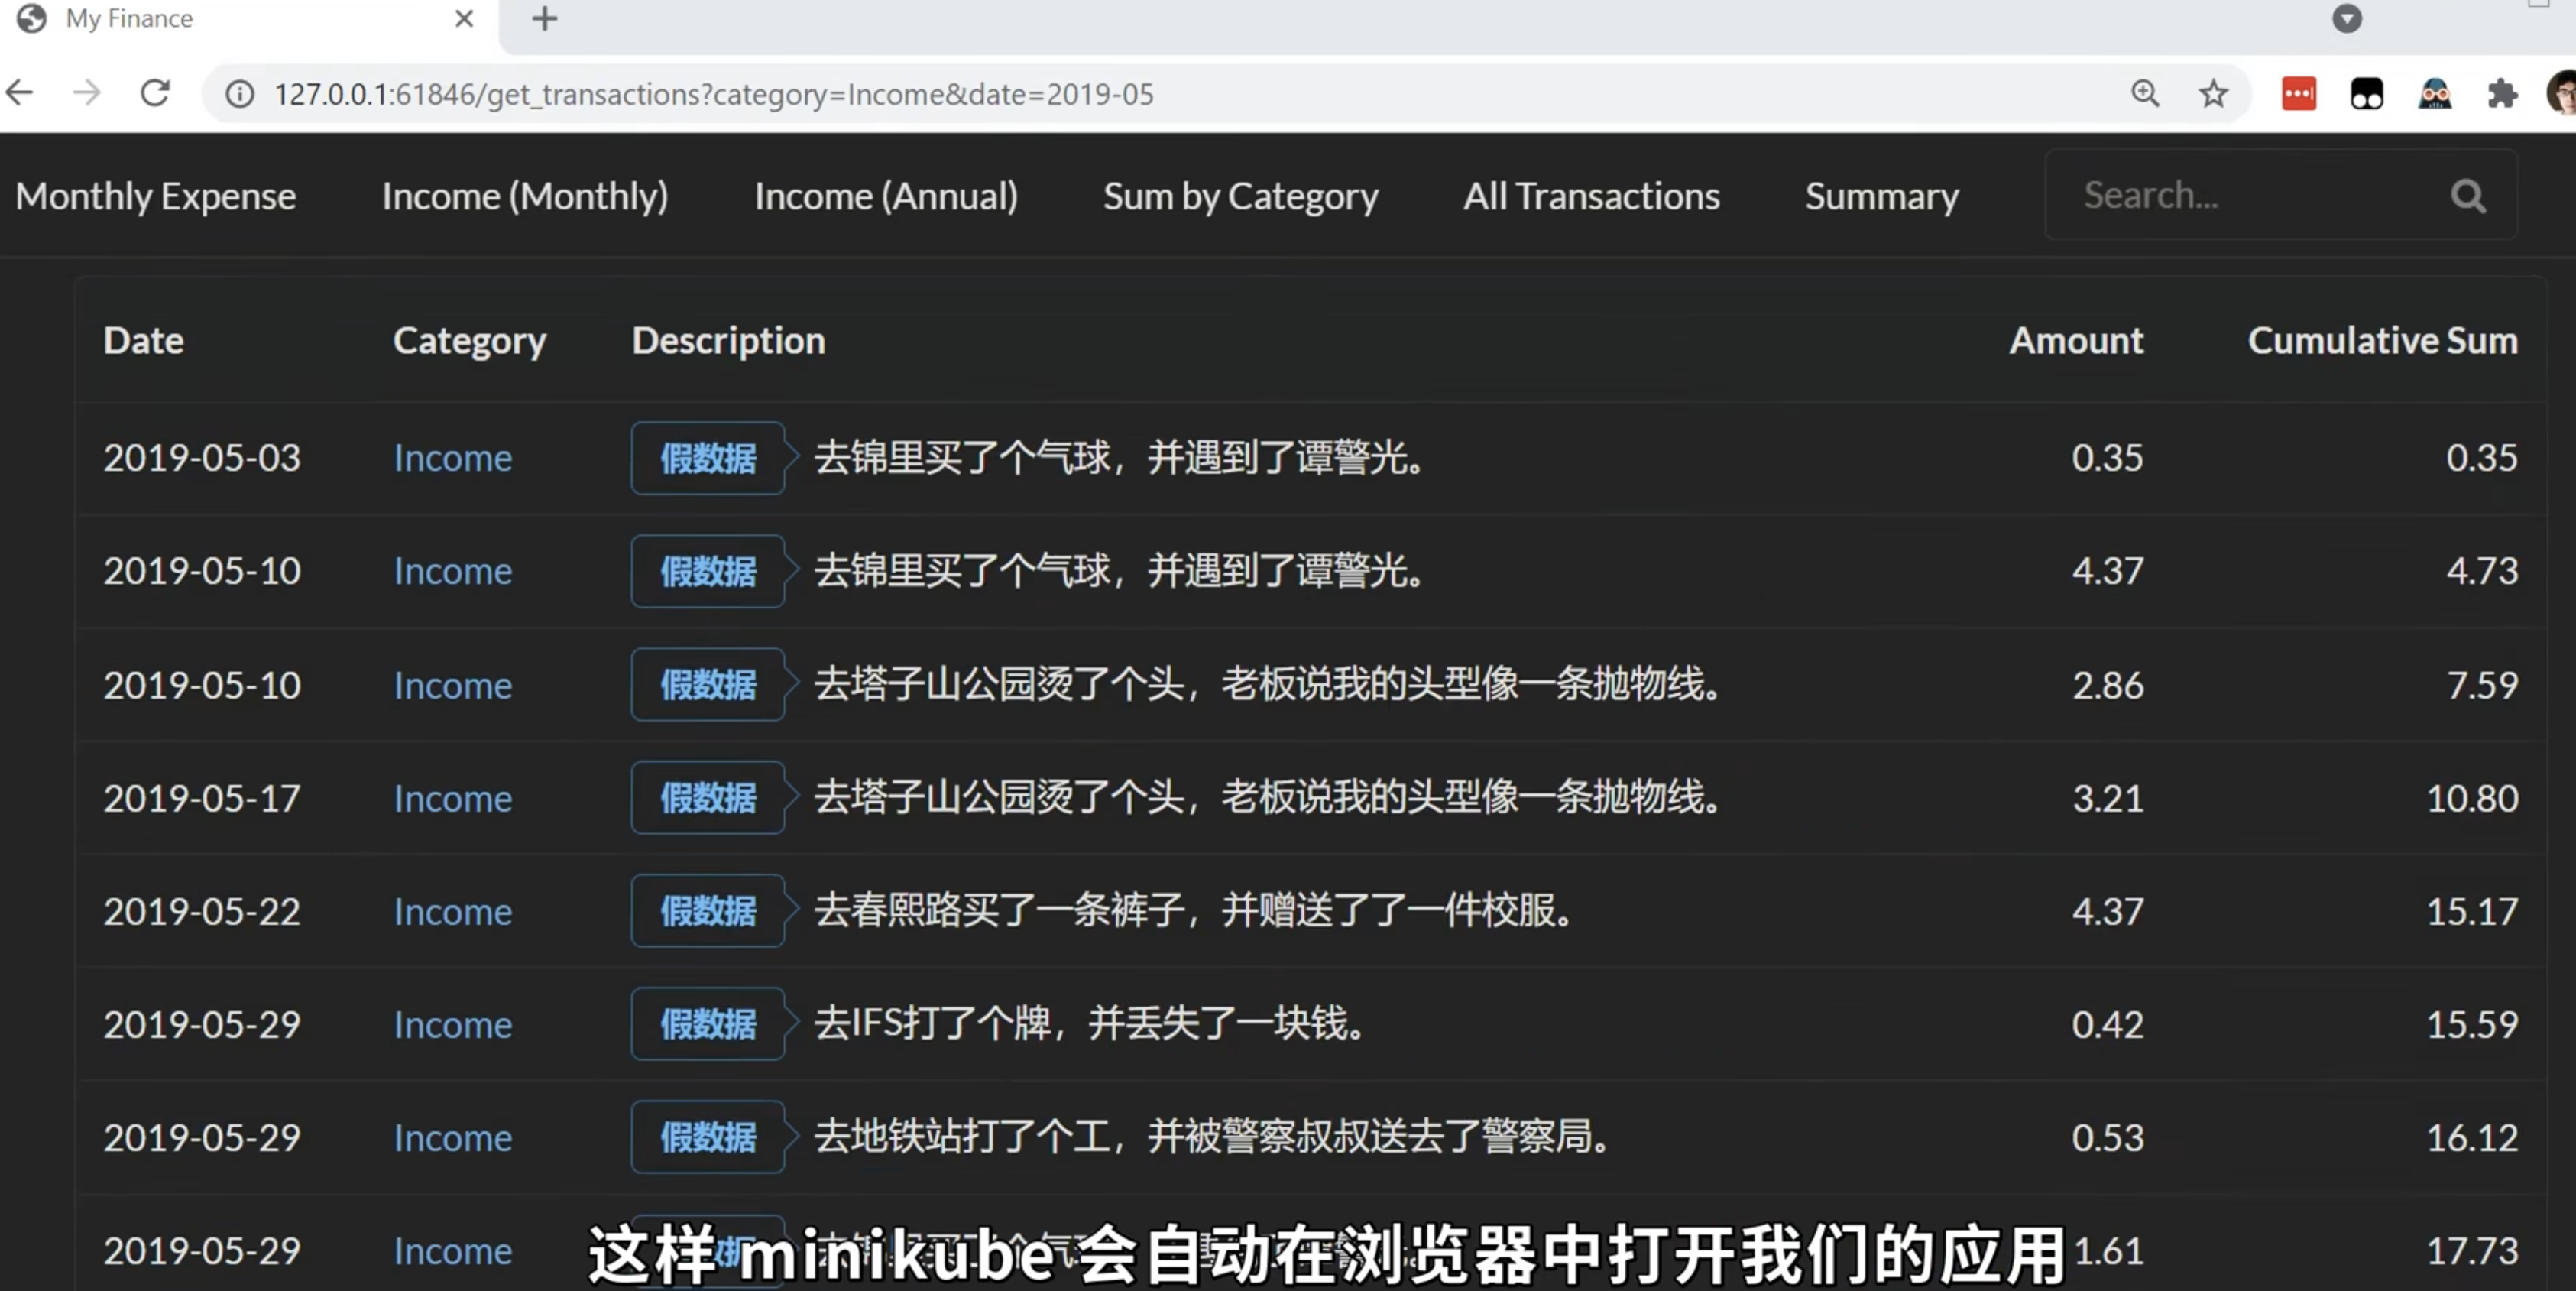 My Finance
127.0.0.1:61846/get_transactions?category=Income&date=2019-05
Monthly Expense Income (Monthly) Income (Annual) Sum by Category All Transactions Summary Search...
Date Category Description Amount Cumulative Sum
2019-05-03 Income 假数据 去锦里买了个气球，并遇到了谭警光。 0.35 0.35
2019-05-10 Income 假数据 去锦里买了个气球，并遇到了谭警光。 4.37 4.73
2019-05-10 Income 假数据 去塔子山公园烫了个头，老板说我的头型像一条抛物线。 2.86 7.59
2019-05-17 Income 假数据 去塔子山公园烫了个头，老板说我的头型像一条抛物线。 3.21 10.80
2019-05-22 Income 假数据 去春熙路买了一条裤子，并赠送了了一件校服。 4.37 15.17
2019-05-29 Income 假数据 去IFS打了个牌，并丢失了一块钱。 0.42 15.59
2019-05-29 Income 假数据 去地铁站打了个工，并被警察叔叔送去了警察局。 0.53 16.12
2019-05-29 Income 1.61 17.73
这样 minikube 会自动在浏览器中打开我们的应用